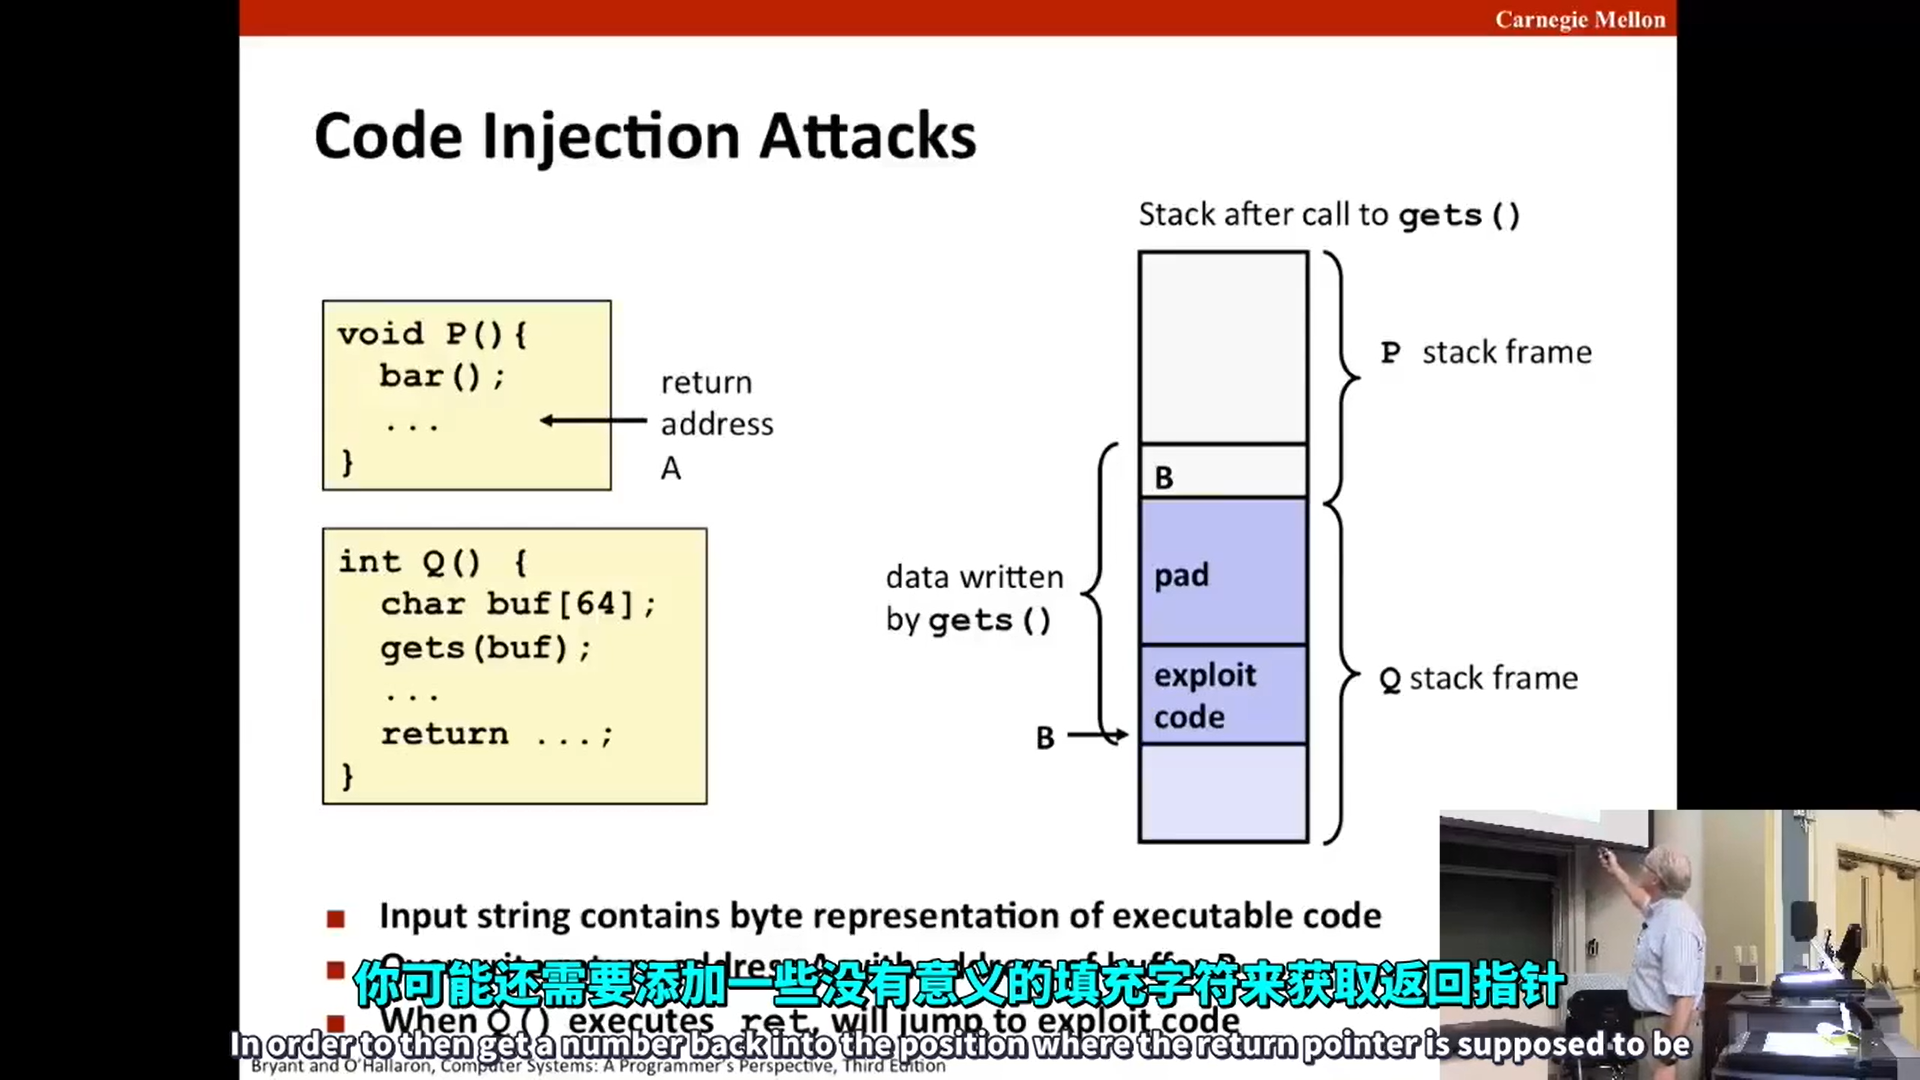 Carnegie Mellon
Code Injection Attacks
Stack after call to gets()
void P(){
bar();
...
}
return
address
A
int Q() {
char buf[64];
gets(buf);
...
return ...;
}
P stack frame
B
pad
exploit
code
data written
by gets()
B
Q stack frame
Input string contains byte representation of executable code
你可能还需要添加一些没有意义的填充字符来获取返回指针
When Q() executes ret, will jump to exploit code
In order to then get a number back into the position where the return pointer is supposed to be
Bryant and O'Hallaron, Computer Systems: A Programmer's Perspective, Third Edition